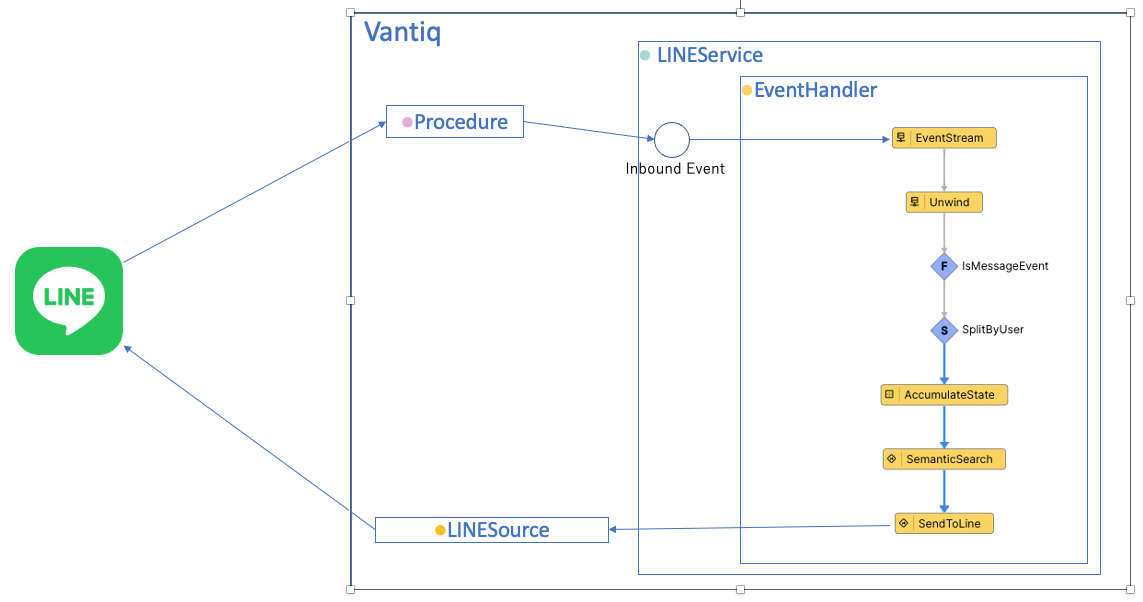 Vantiq
LINEService
EventHandler
Procedure
EventStream
Inbound Event
Unwind
F
IsMessageEvent
LINE
S
SplitByUser
AccumulateState
SemanticSearch
SendToLine
LINESource